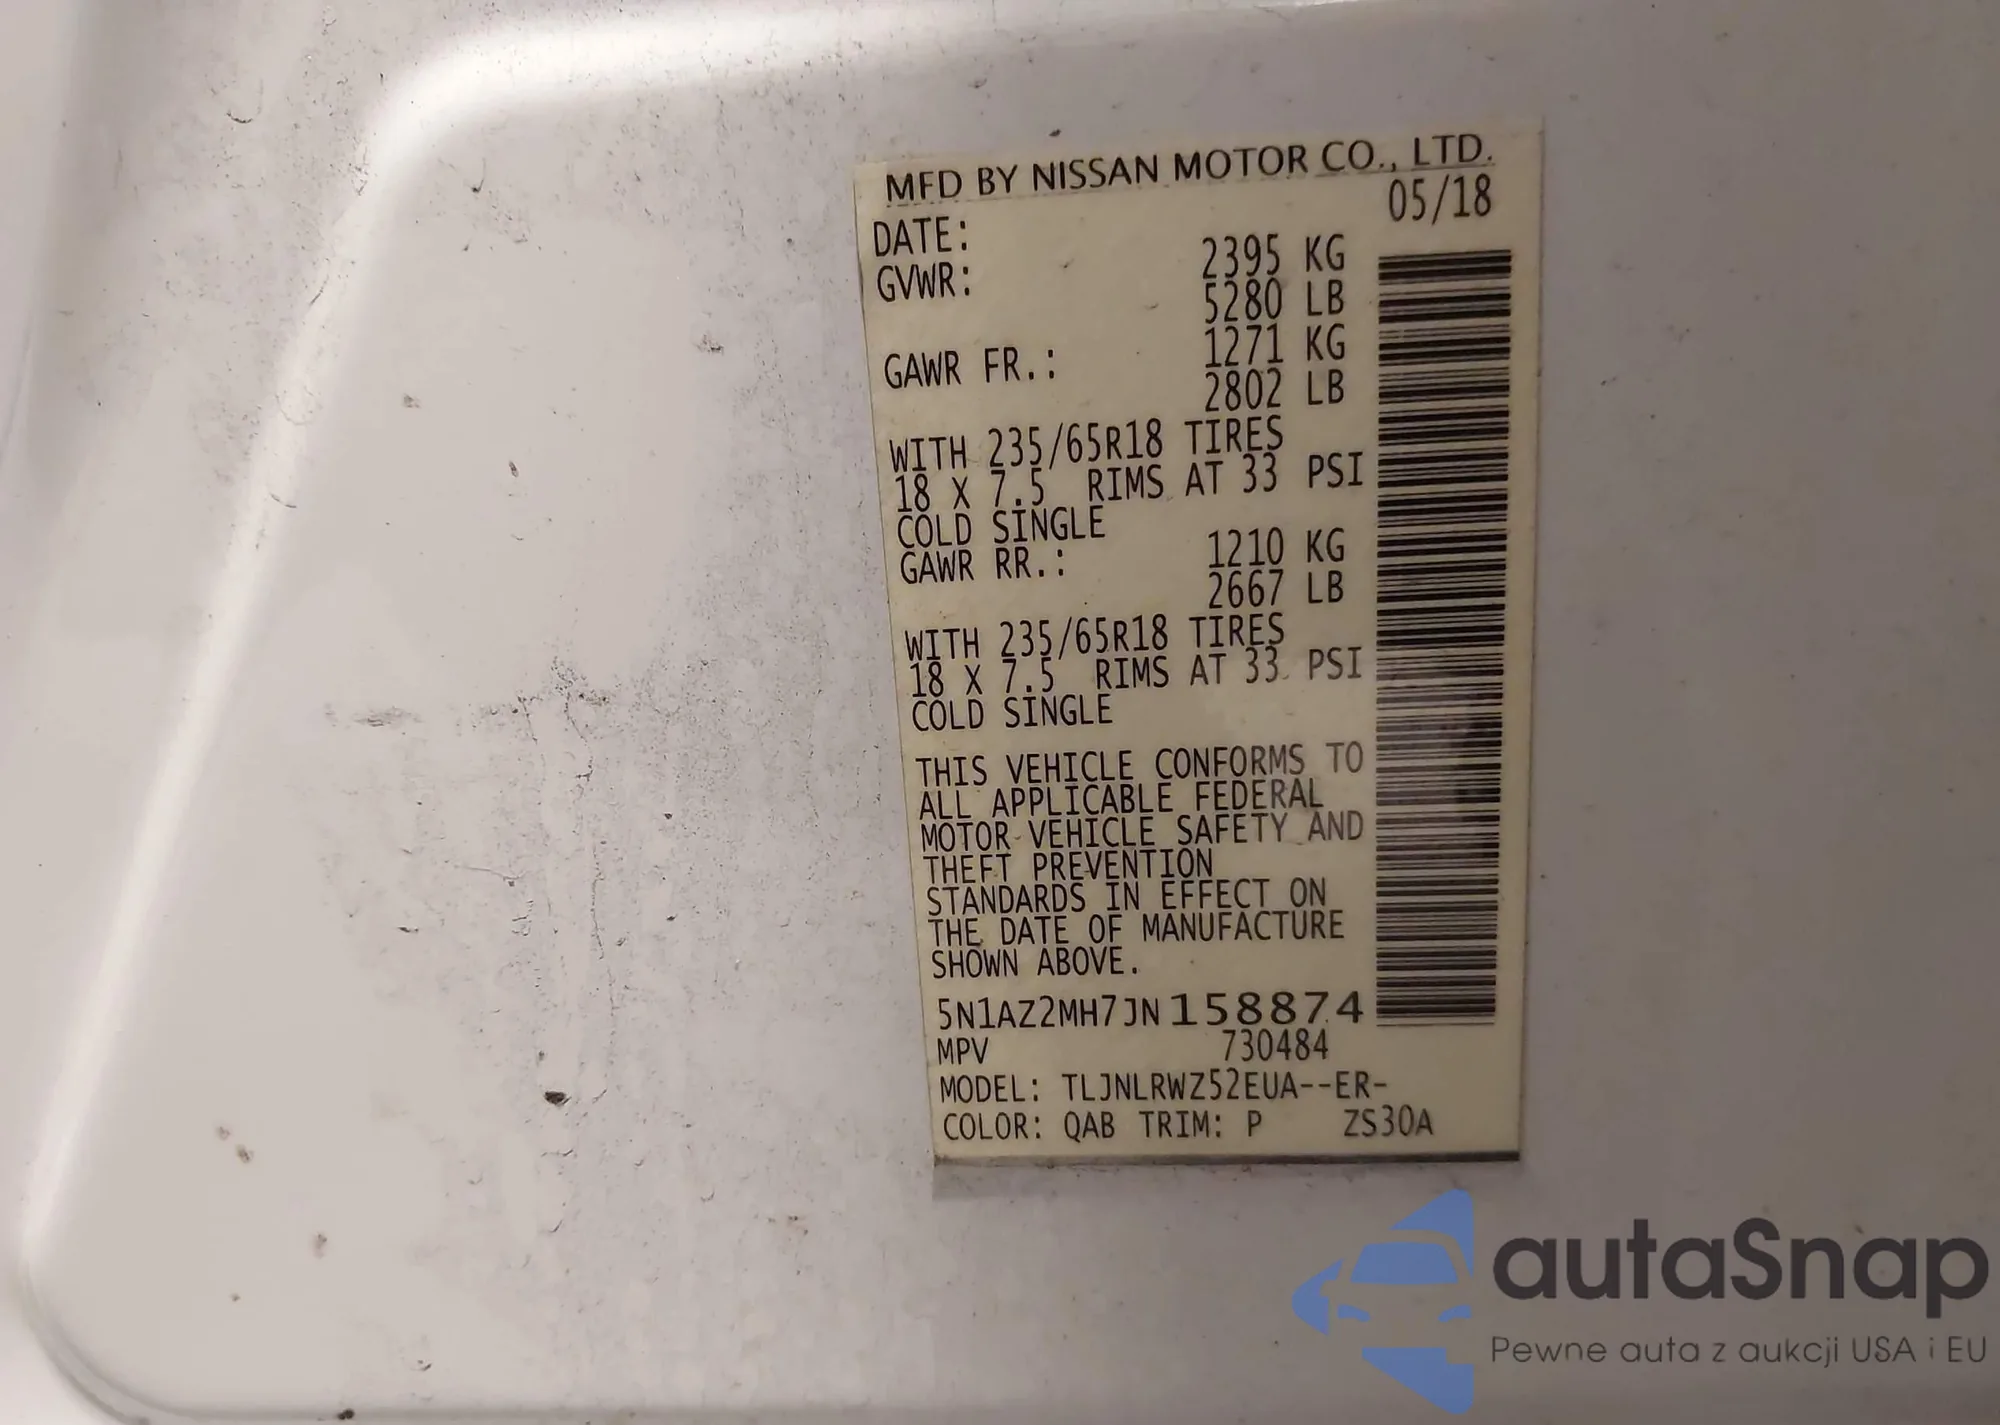 MFD BY NISSAN MOTOR CO., LTD.
DATE: 05/18
GVWR: 2395 KG
5280 LB
GAWR FR.: 1271 KG
2802 LB
WITH 235/65R18 TIRES
18 X 7.5 RIMS AT 33 PSI
COLD SINGLE
GAWR RR.: 1210 KG
2667 LB
WITH 235/65R18 TIRES
18 X 7.5 RIMS AT 33 PSI
COLD SINGLE
THIS VEHICLE CONFORMS TO
ALL APPLICABLE FEDERAL
MOTOR VEHICLE SAFETY AND
THEFT PREVENTION
STANDARDS IN EFFECT ON
THE DATE OF MANUFACTURE
SHOWN ABOVE.
5N1AZ2MH7JN158874
MPV 730484
MODEL: TLJNLRWZ52EUA--ER-
COLOR: QAB TRIM: P ZS30A
autaSnap
Pewne auta z aukcji USA i EU